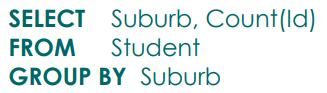 SELECT Suburb, Count(Id)
FROM Student
GROUP BY Suburb